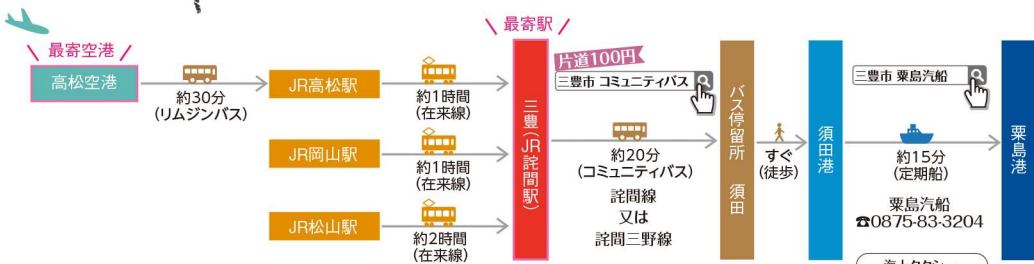 最寄空港
高松空港
約30分
(リムジンバス)
JR高松駅
約1時間
(在来線)
JR岡山駅
約1時間
(在来線)
JR松山駅
約2時間
(在来線)
最寄駅
三豊(JR詫間駅)
片道100円
三豊市 コミュニティバス
約20分
(コミュニティバス)
詫間線
又は
詫間三野線
バス停留所 須田
すぐ
(徒歩)
須田港
三豊市 粟島汽船
約15分
(定期船)
粟島汽船
☎0875-83-3204
海上タクシー
粟島港